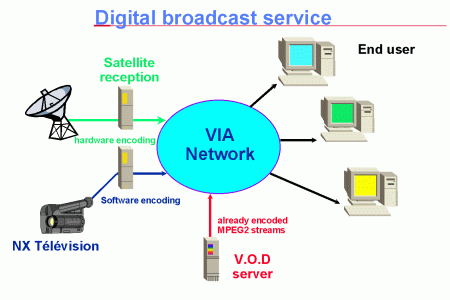 Digital broadcast service
Satellite
reception
End user
hardware encoding
VIA
Network
Software encoding
NX Télévision
already encoded
MPEG2 streams
V.O.D
server